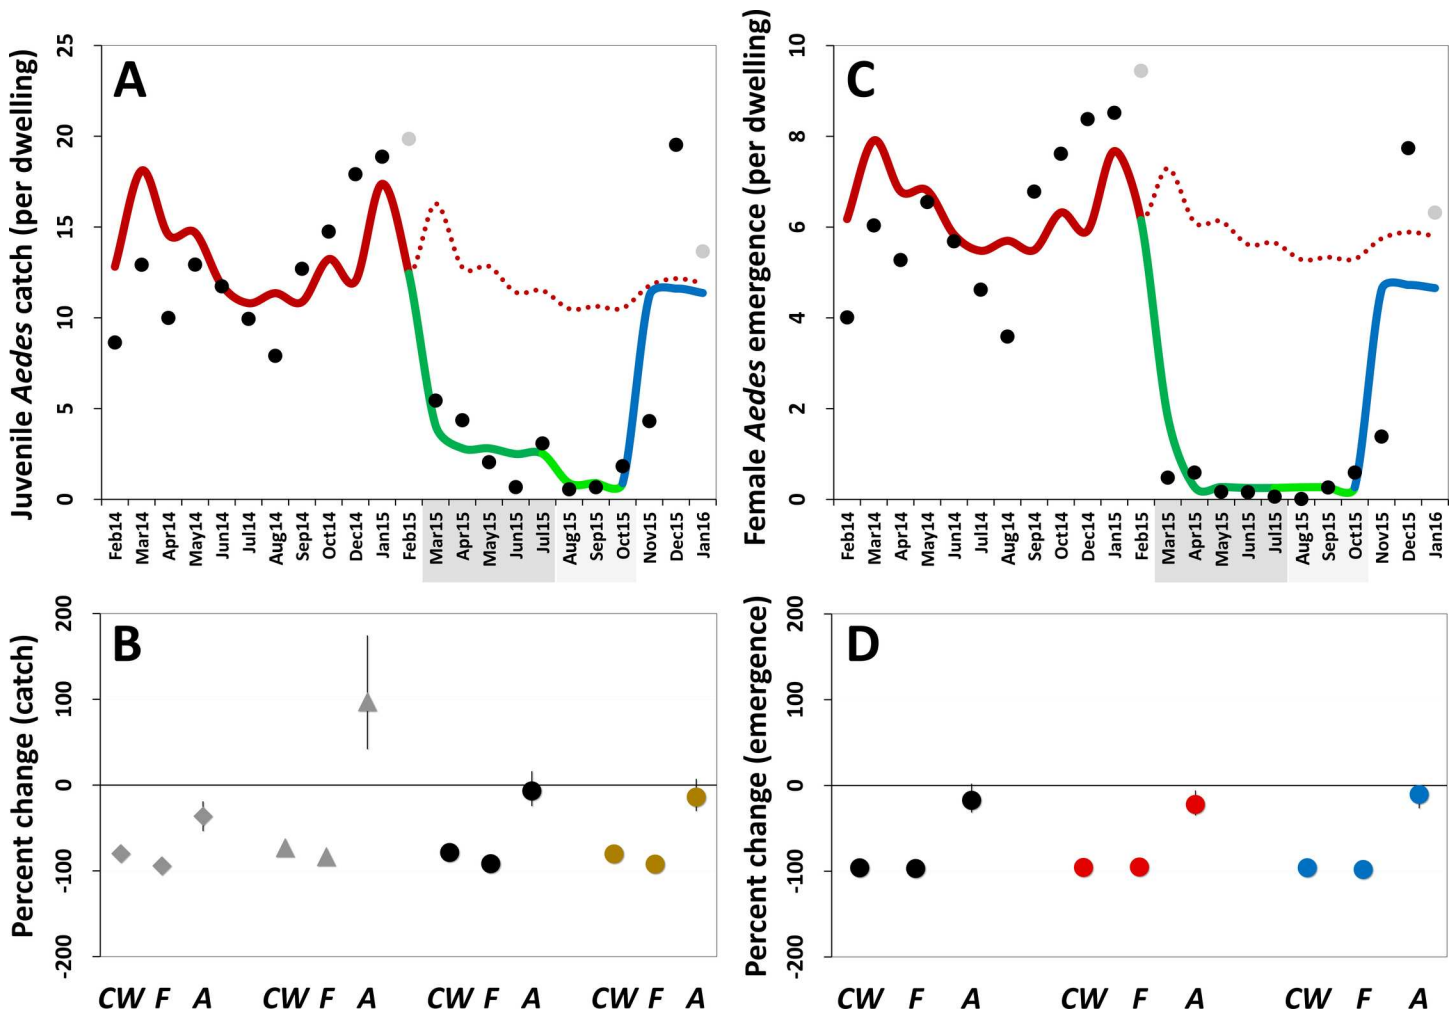 A
Juvenile Aedes catch (per dwelling)
25
20
15
10
5
0
Feb14 Mar14 Apr14 May14 Jun14 Jul14 Aug14 Sep14 Oct14 Dec14 Jan15 Feb15 Mar15 Apr15 May15 Jun15 Jul15 Aug15 Sep15 Oct15 Nov15 Dec15 Jan16
C
Female Aedes emergence (per dwelling)
10
8
6
4
2
0
Feb14 Mar14 Apr14 May14 Jun14 Jul14 Aug14 Sep14 Oct14 Dec14 Jan15 Feb15 Mar15 Apr15 May15 Jun15 Jul15 Aug15 Sep15 Oct15 Nov15 Dec15 Jan16
B
Percent change (catch)
200
100
0
-100
-200
CW F A CW F A CW F A CW F A
D
Percent change (emergence)
200
100
0
-100
-200
CW F A CW F A CW F A